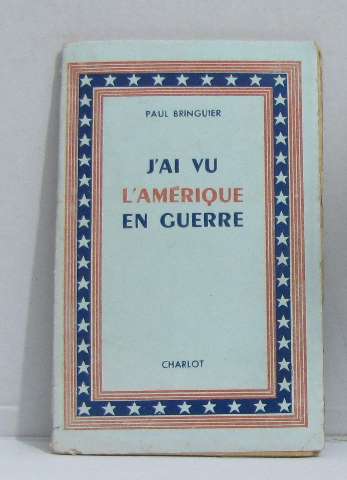 PAUL BRINGUIER
J'AI VU
L'AMÉRIQUE
EN GUERRE
CHARLOT